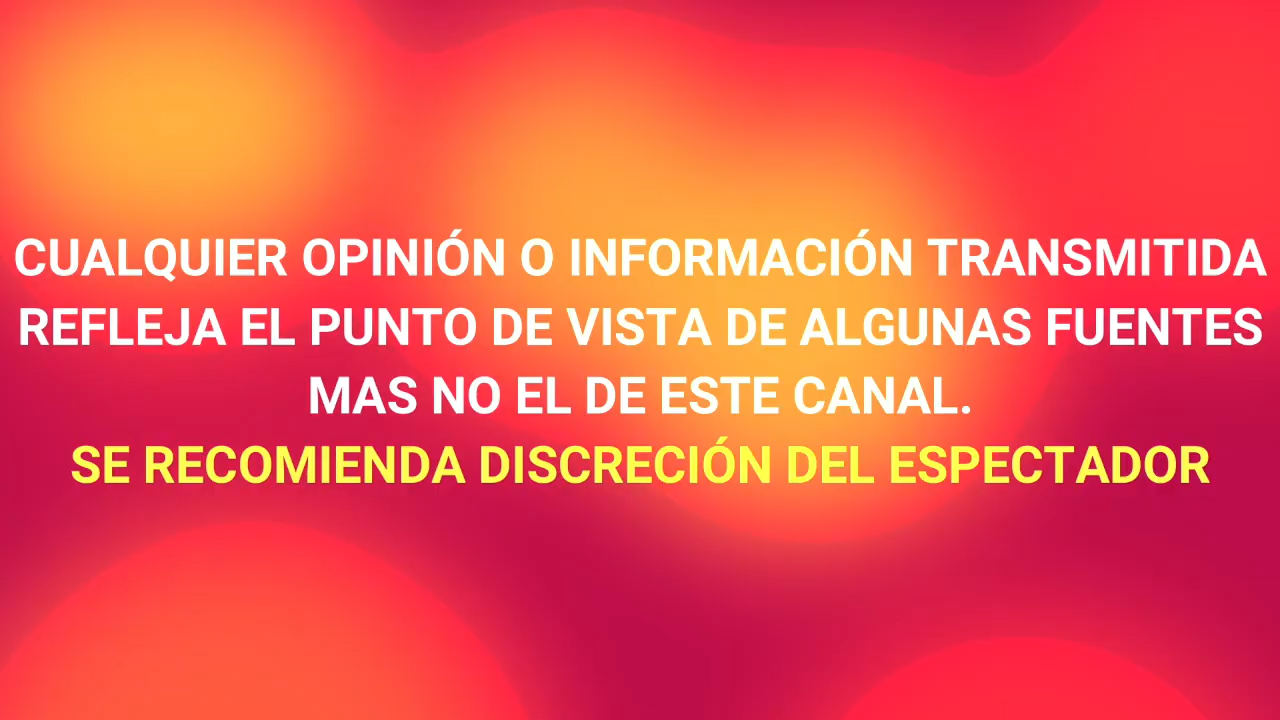 CUALQUIER OPINIÓN O INFORMACIÓN TRANSMITIDA
REFLEJA EL PUNTO DE VISTA DE ALGUNAS FUENTES
MAS NO EL DE ESTE CANAL.
SE RECOMIENDA DISCRECIÓN DEL ESPECTADOR